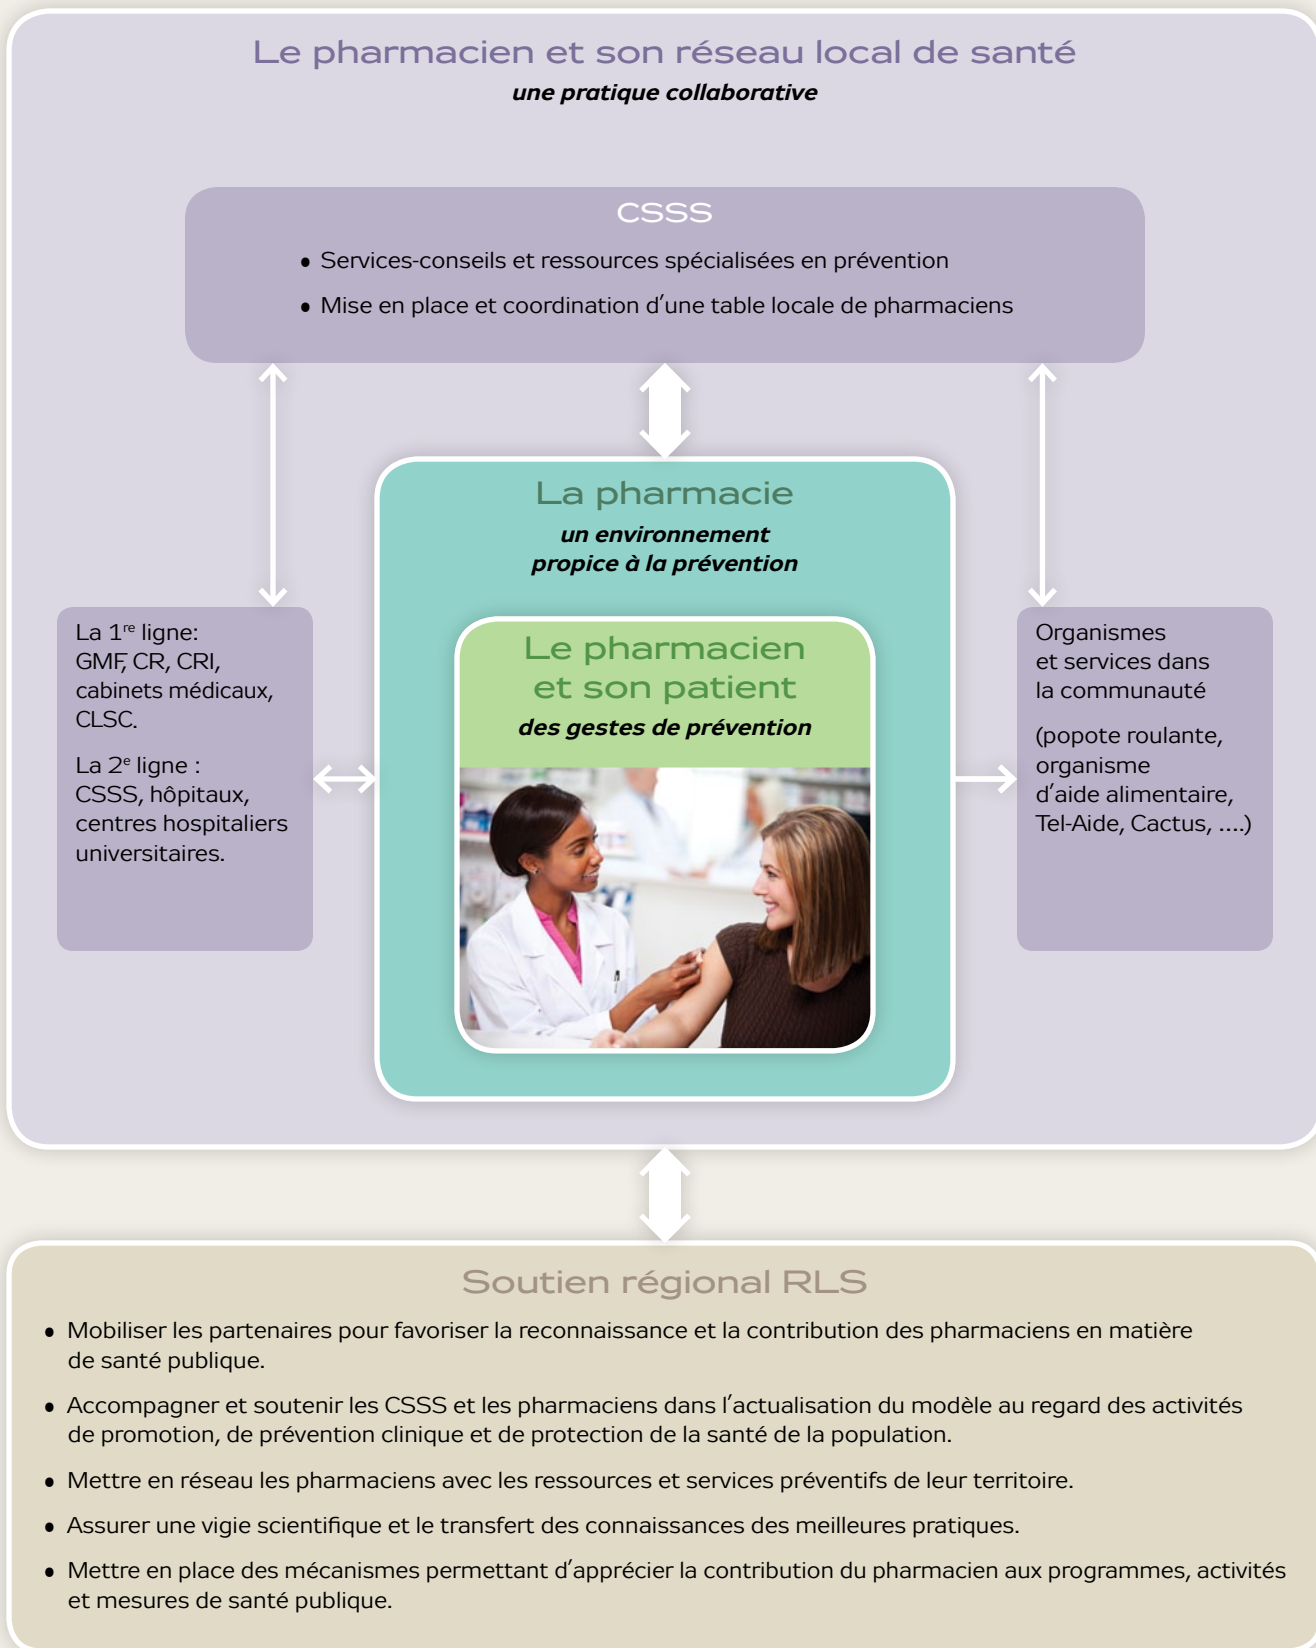 Le pharmacien et son réseau local de santé
une pratique collaborative
CSSS
• Services-conseils et ressources spécialisées en prévention
• Mise en place et coordination d'une table locale de pharmaciens
La pharmacie
un environnement
propice à la prévention
Le pharmacien
et son patient
des gestes de prévention
La 1re ligne:
GMF, CR, CRI,
cabinets médicaux,
CLSC.
La 2e ligne :
CSSS, hôpitaux,
centres hospitaliers
universitaires.
Organismes
et services dans
la communauté
(popote roulante,
organisme
d'aide alimentaire,
Tel-Aide, Cactus, ....)
Soutien régional RLS
• Mobiliser les partenaires pour favoriser la reconnaissance et la contribution des pharmaciens en matière
de santé publique.
• Accompagner et soutenir les CSSS et les pharmaciens dans l'actualisation du modèle au regard des activités
de promotion, de prévention clinique et de protection de la santé de la population.
• Mettre en réseau les pharmaciens avec les ressources et services préventifs de leur territoire.
• Assurer une vigie scientifique et le transfert des connaissances des meilleures pratiques.
• Mettre en place des mécanismes permettant d'apprécier la contribution du pharmacien aux programmes, activités
et mesures de santé publique.